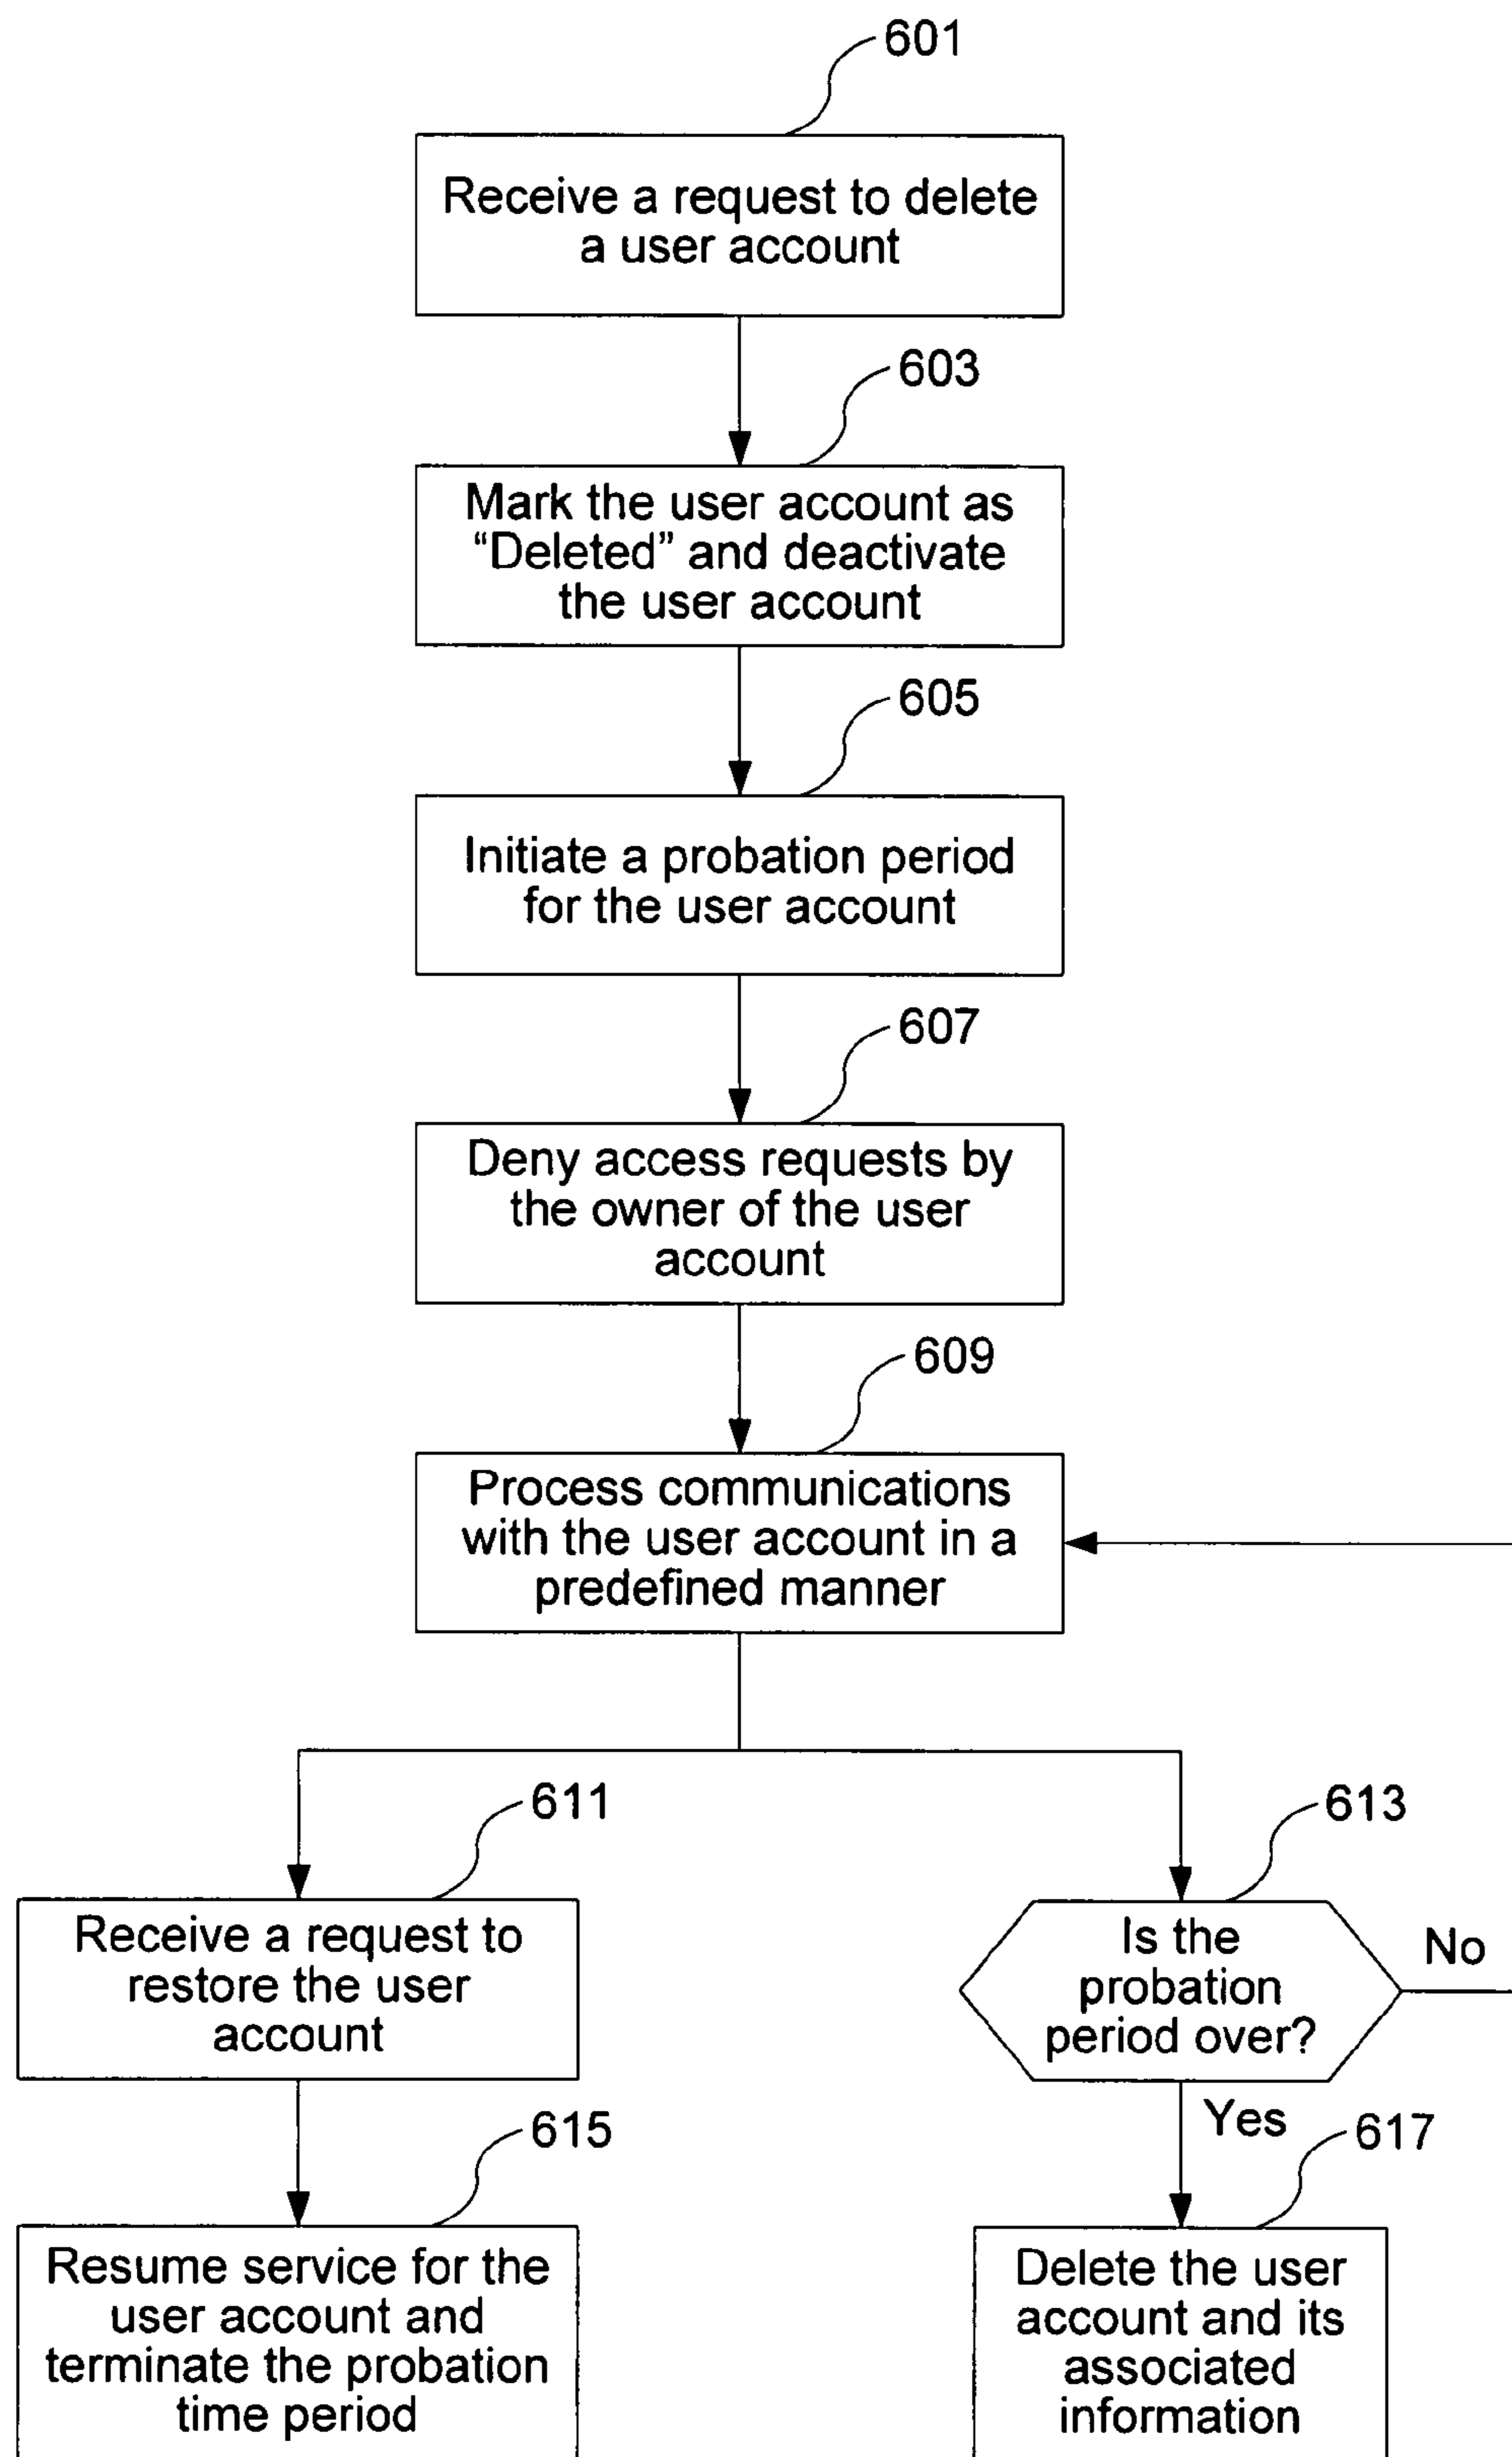 601
Receive a request to delete
a user account
603
Mark the user account as
“Deleted” and deactivate
the user account
605
Initiate a probation period
for the user account
607
Deny access requests by
the owner of the user
account
609
Process communications
with the user account in a
predefined manner
611
Receive a request to
restore the user
account
613
Is the
probation
period over?
No
Yes
615
Resume service for the
user account and
terminate the probation
time period
617
Delete the user
account and its
associated
information